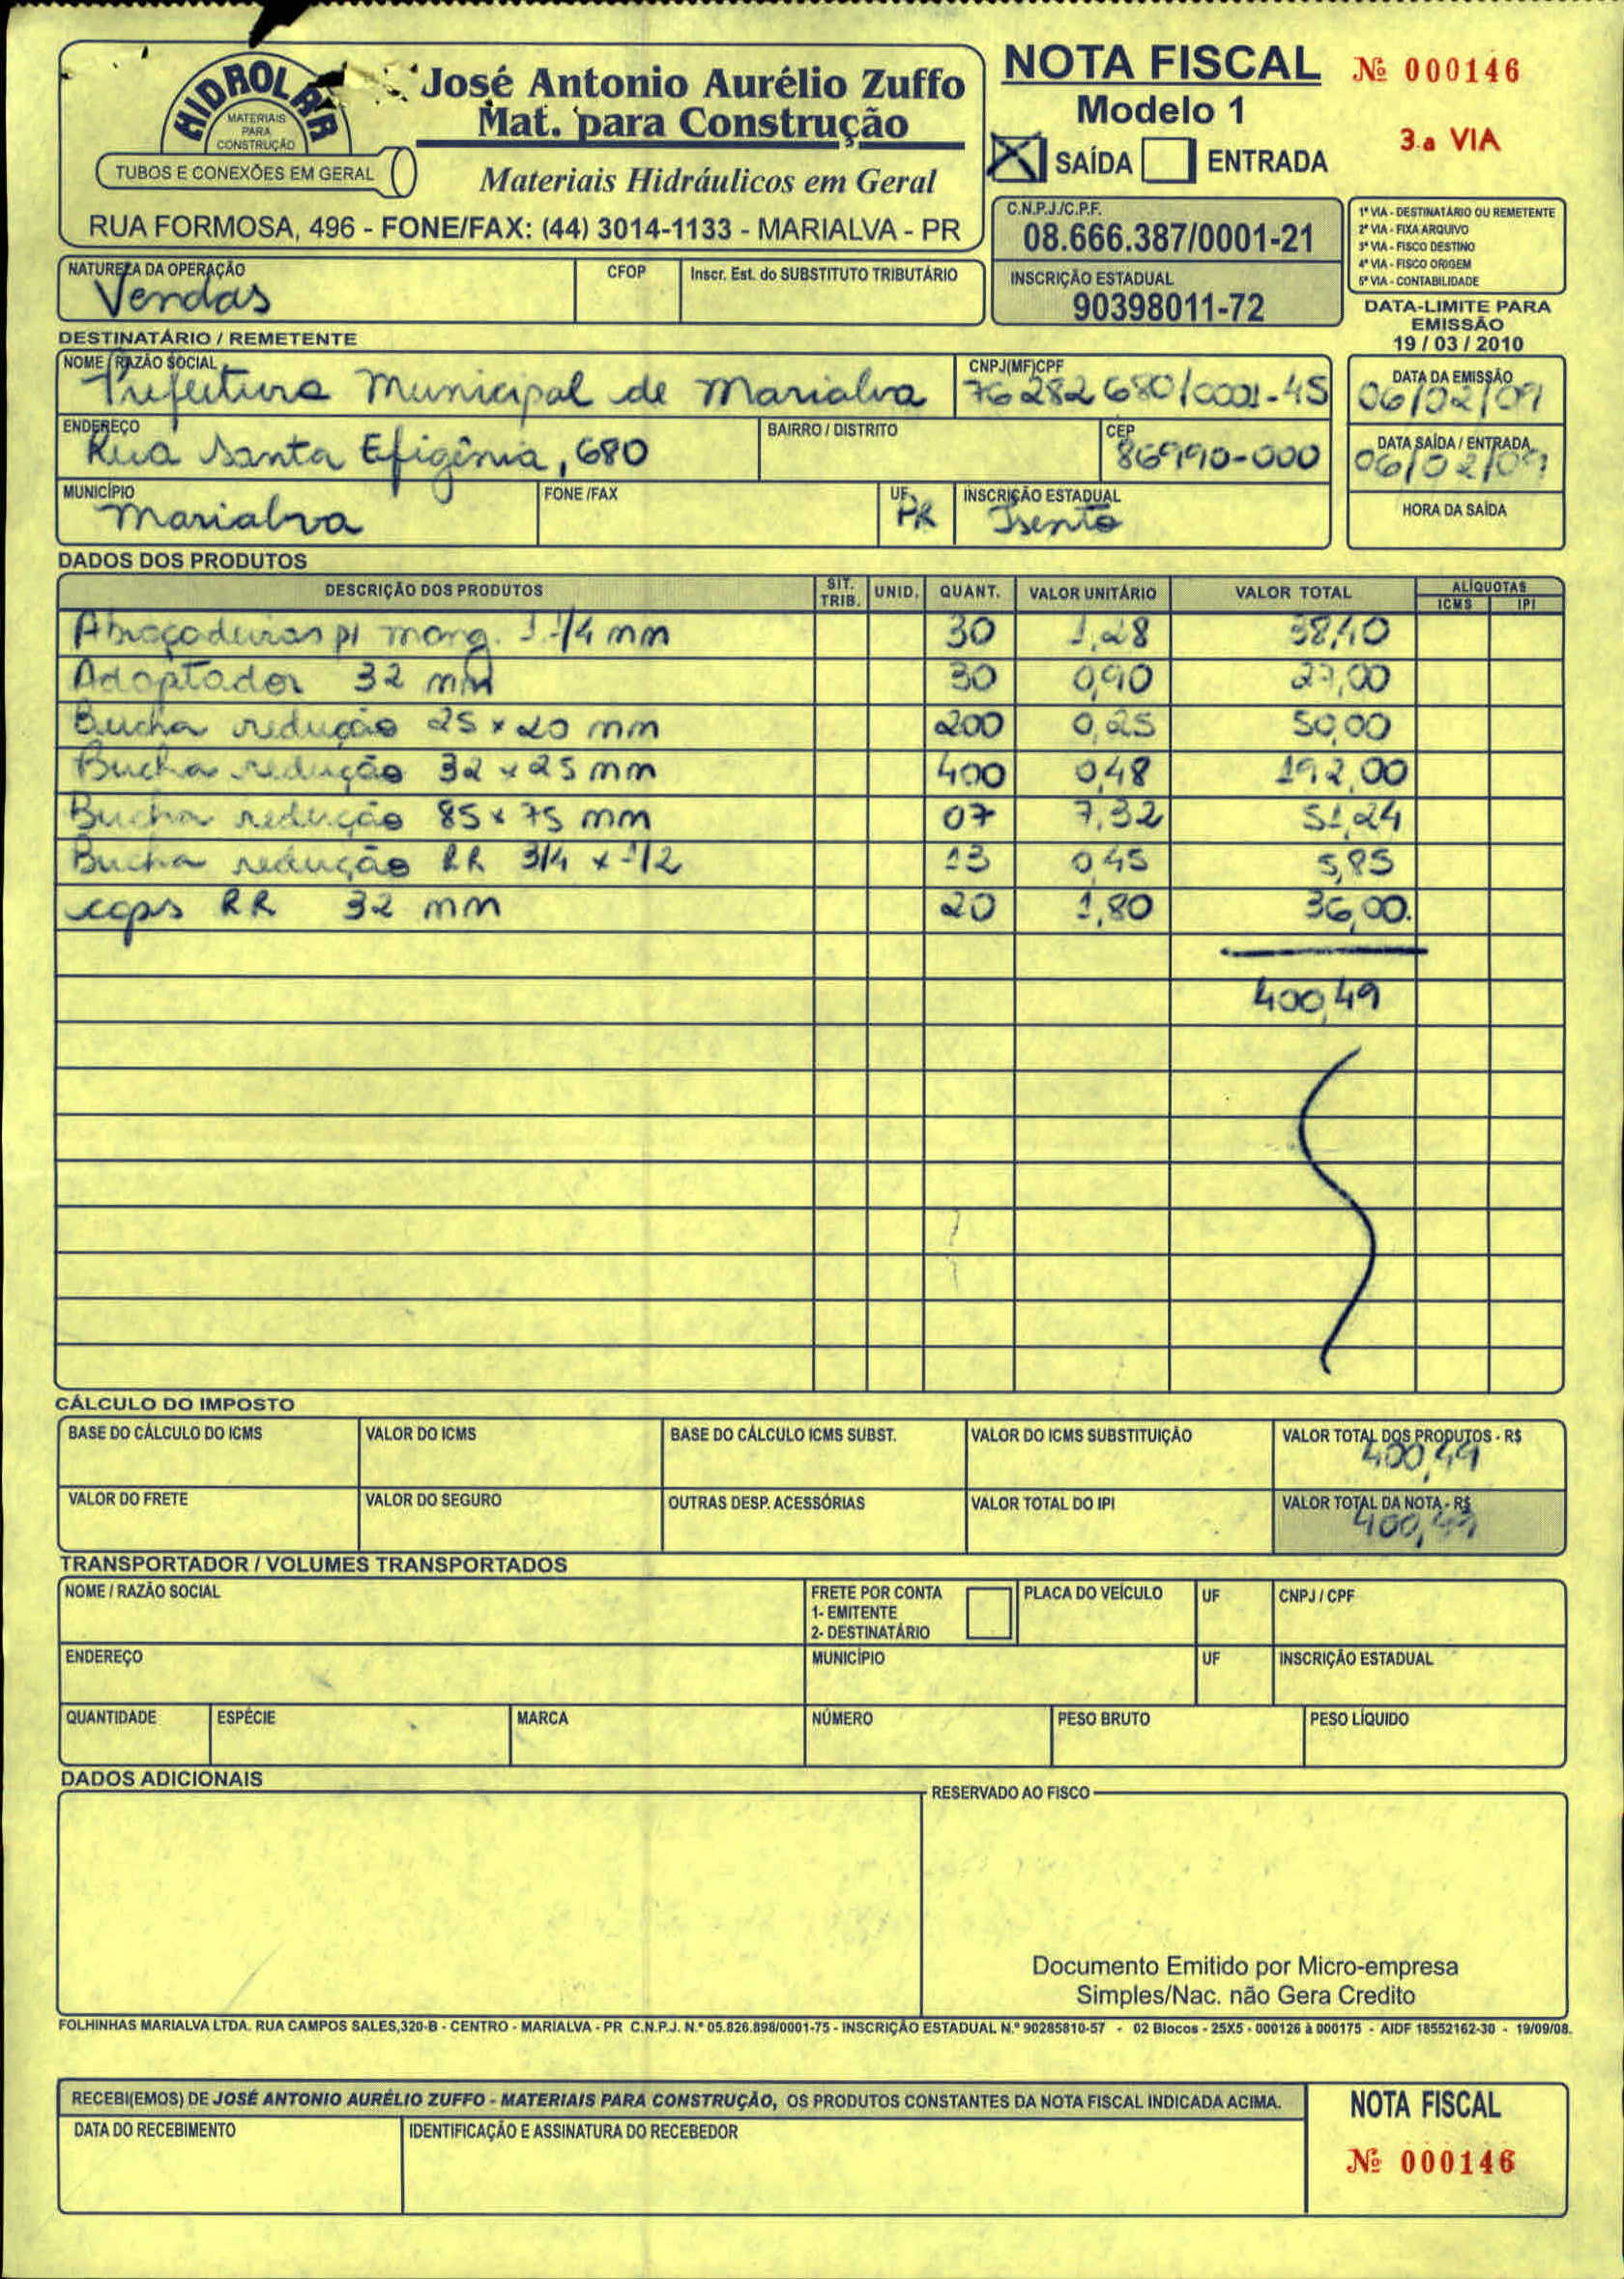 HIDROLAR
MATERIAIS
PARA
CONSTRUÇÃO
TUBOS E CONEXÕES EM GERAL
José Antonio Aurélio Zuffo
Mat. para Construção
Materiais Hidráulicos em Geral
RUA FORMOSA, 496 - FONE/FAX: (44) 3014-1133 - MARIALVA - PR
NOTA FISCAL Nº 000146
Modelo 1
3.a VIA
X SAÍDA ENTRADA
C.N.P.J./C.P.F.
08.666.387/0001-21
INSCRIÇÃO ESTADUAL
90398011-72
1ª VIA - DESTINATÁRIO OU REMETENTE
2ª VIA - FIXA ARQUIVO
3ª VIA - FISCO DESTINO
4ª VIA - FISCO ORIGEM
5ª VIA - CONTABILIDADE
DATA-LIMITE PARA
EMISSÃO
19 / 03 / 2010
NATUREZA DA OPERAÇÃO CFOP Inscr. Est. do SUBSTITUTO TRIBUTÁRIO
Vendas
DESTINATÁRIO / REMETENTE
NOME / RAZÃO SOCIAL CNPJ(MF)CPF DATA DA EMISSÃO
Prefeitura Municipal de Marialva 76 282 680/0001-45 06/02/09
ENDEREÇO BAIRRO / DISTRITO CEP DATA SAÍDA / ENTRADA
Rua Santa Efigênia, 680 86990-000 06/02/09
MUNICÍPIO FONE /FAX UF INSCRIÇÃO ESTADUAL HORA DA SAÍDA
Marialva PR Isento
DADOS DOS PRODUTOS
DESCRIÇÃO DOS PRODUTOS SIT. TRIB. UNID. QUANT. VALOR UNITÁRIO VALOR TOTAL ALÍQUOTAS ICMS IPI
Abraçadeiras p/ mang. 1.1/4 mm 30 1,28 38,40
Adaptador 32 mm 30 0,90 27,00
Bucha redução 25 x 20 mm 200 0,25 50,00
Bucha redução 32 x 25 mm 400 0,48 192,00
Bucha redução 85 x 75 mm 07 7,32 51,24
Bucha redução RR 3/4 x 1/2 13 0,45 5,85
caps RR 32 mm 20 1,80 36,00.
400,49
CÁLCULO DO IMPOSTO
BASE DO CÁLCULO DO ICMS VALOR DO ICMS BASE DO CÁLCULO ICMS SUBST. VALOR DO ICMS SUBSTITUIÇÃO VALOR TOTAL DOS PRODUTOS - R$
400,49
VALOR DO FRETE VALOR DO SEGURO OUTRAS DESP. ACESSÓRIAS VALOR TOTAL DO IPI VALOR TOTAL DA NOTA - R$
400,49
TRANSPORTADOR / VOLUMES TRANSPORTADOS
NOME / RAZÃO SOCIAL FRETE POR CONTA PLACA DO VEÍCULO UF CNPJ / CPF
1- EMITENTE
2- DESTINATÁRIO
ENDEREÇO MUNICÍPIO UF INSCRIÇÃO ESTADUAL
QUANTIDADE ESPÉCIE MARCA NÚMERO PESO BRUTO PESO LÍQUIDO
DADOS ADICIONAIS
RESERVADO AO FISCO
Documento Emitido por Micro-empresa
Simples/Nac. não Gera Credito
FOLHINHAS MARIALVA LTDA. RUA CAMPOS SALES,320-B - CENTRO - MARIALVA - PR C.N.P.J. N.º 05.826.898/0001-75 - INSCRIÇÃO ESTADUAL N.º 90285810-57 - 02 Blocos - 25X5 - 000126 à 000175 - AIDF 18552162-30 - 19/09/08.
RECEBI(EMOS) DE JOSÉ ANTONIO AURÉLIO ZUFFO - MATERIAIS PARA CONSTRUÇÃO, OS PRODUTOS CONSTANTES DA NOTA FISCAL INDICADA ACIMA.
DATA DO RECEBIMENTO IDENTIFICAÇÃO E ASSINATURA DO RECEBEDOR
NOTA FISCAL
Nº 000146